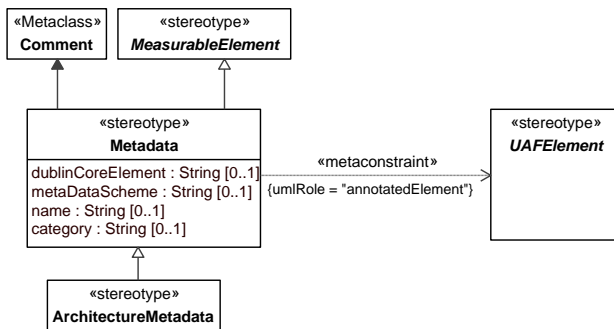 «Metaclass»
Comment
«stereotype»
MeasurableElement
«stereotype»
Metadata
dublinCoreElement : String [0..1]
metaDataScheme : String [0..1]
name : String [0..1]
category : String [0..1]
«metaconstraint»
{umlRole = "annotatedElement"}
«stereotype»
UAFElement
«stereotype»
ArchitectureMetadata